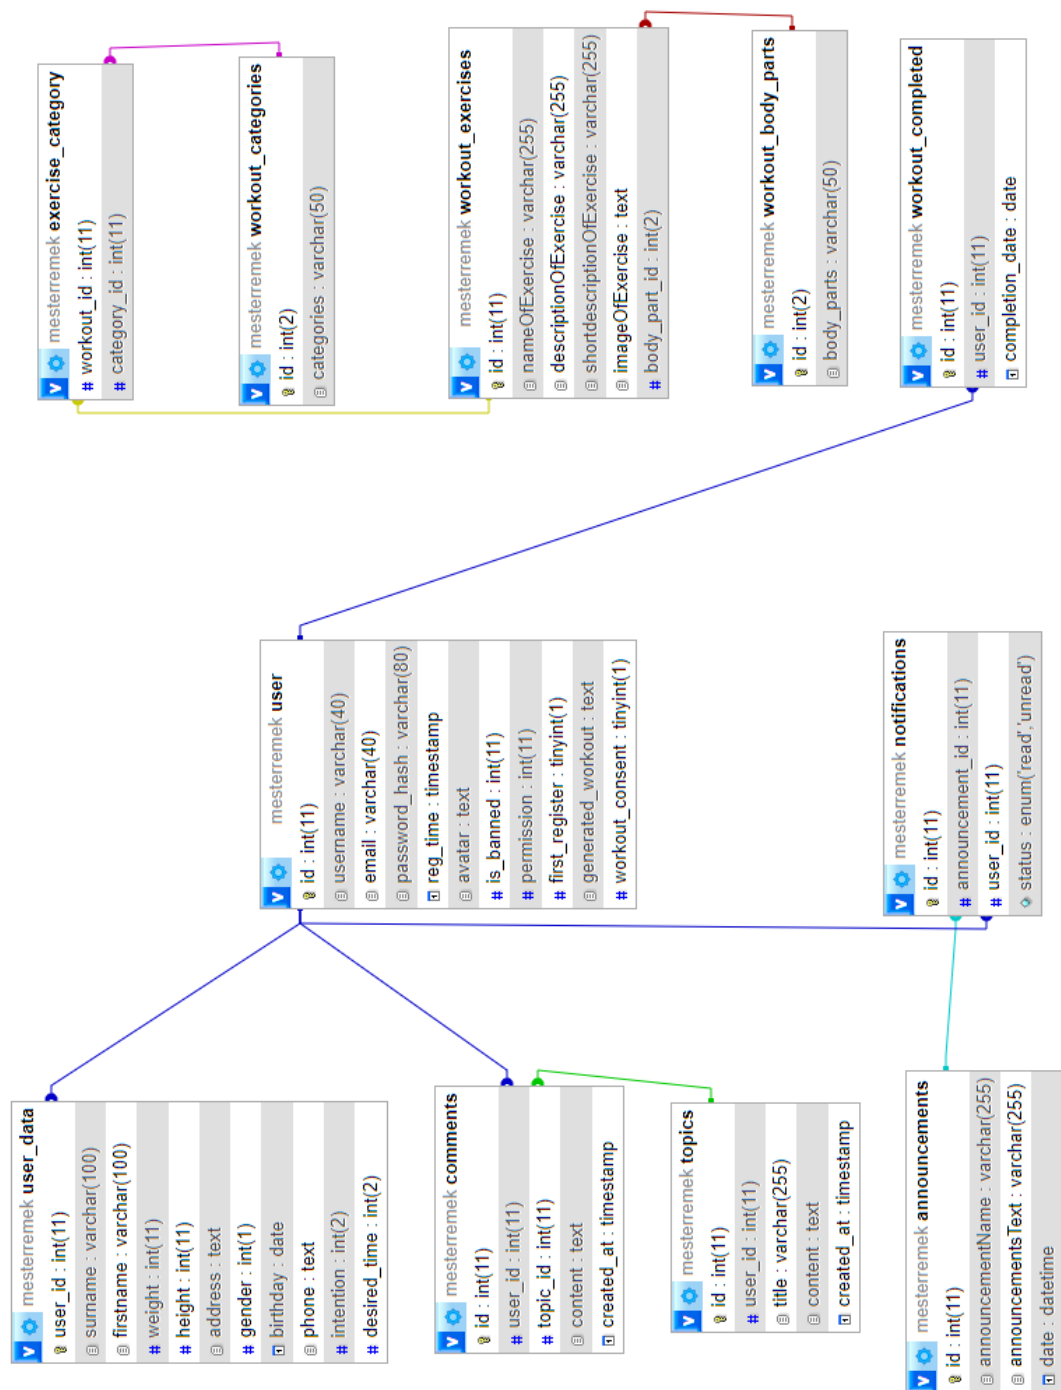 mesterremek exercise_category
workout_id : int(11)
category_id : int(11)
mesterremek workout_categories
id : int(2)
categories : varchar(50)
mesterremek workout_exercises
id : int(11)
nameOfExercise : varchar(255)
descriptionOfExercise : varchar(255)
shortdescriptionOfExercise : varchar(255)
imageOfExercise : text
body_part_id : int(2)
mesterremek workout_body_parts
id : int(2)
body_parts : varchar(50)
mesterremek workout_completed
id : int(11)
user_id : int(11)
completion_date : date
mesterremek user
id : int(11)
username : varchar(40)
email : varchar(40)
password_hash : varchar(80)
reg_time : timestamp
avatar : text
is_banned : int(11)
permission : int(11)
first_register : tinyint(1)
generated_workout : text
workout_consent : tinyint(1)
mesterremek notifications
id : int(11)
announcement_id : int(11)
user_id : int(11)
status : enum('read','unread')
mesterremek user_data
user_id : int(11)
surname : varchar(100)
firstname : varchar(100)
weight : int(11)
height : int(11)
address : text
gender : int(1)
birthday : date
phone : text
intention : int(2)
desired_time : int(2)
mesterremek comments
id : int(11)
user_id : int(11)
topic_id : int(11)
content : text
created_at : timestamp
mesterremek topics
id : int(11)
user_id : int(11)
title : varchar(255)
content : text
created_at : timestamp
mesterremek announcements
id : int(11)
announcementName : varchar(255)
announcementsText : varchar(255)
date : datetime